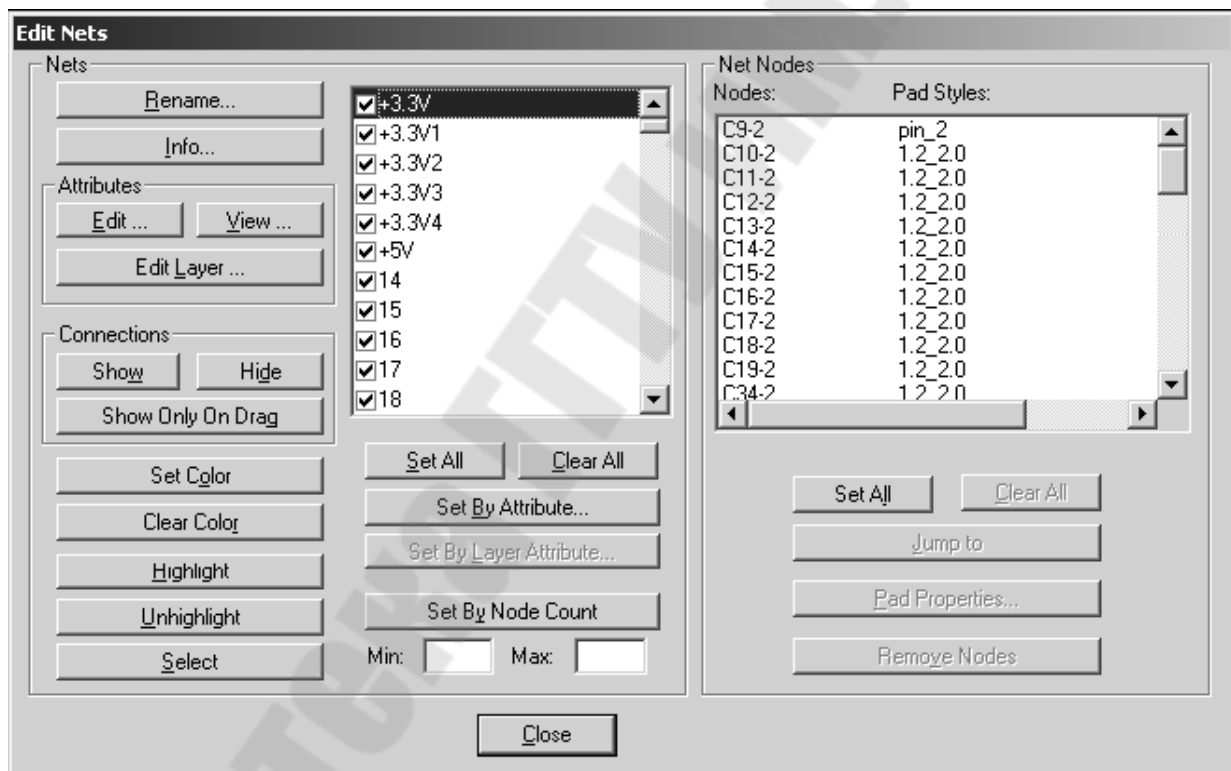 Edit Nets
Nets
Rename...
Info...
Attributes
Edit ...
View ...
Edit Layer ...
Connections
Show
Hide
Show Only On Drag
Set Color
Clear Color
Highlight
Unhighlight
Select
+3.3V
+3.3V1
+3.3V2
+3.3V3
+3.3V4
+5V
14
15
16
17
18
Set All
Clear All
Set By Attribute...
Set By Layer Attribute...
Set By Node Count
Min:
Max:
Net Nodes
Nodes: Pad Styles:
C9-2 pin_2
C10-2 1.2_2.0
C11-2 1.2_2.0
C12-2 1.2_2.0
C13-2 1.2_2.0
C14-2 1.2_2.0
C15-2 1.2_2.0
C16-2 1.2_2.0
C17-2 1.2_2.0
C18-2 1.2_2.0
C19-2 1.2_2.0
C34-2 1.2_2.0
Set All
Clear All
Jump to
Pad Properties...
Remove Nodes
Close